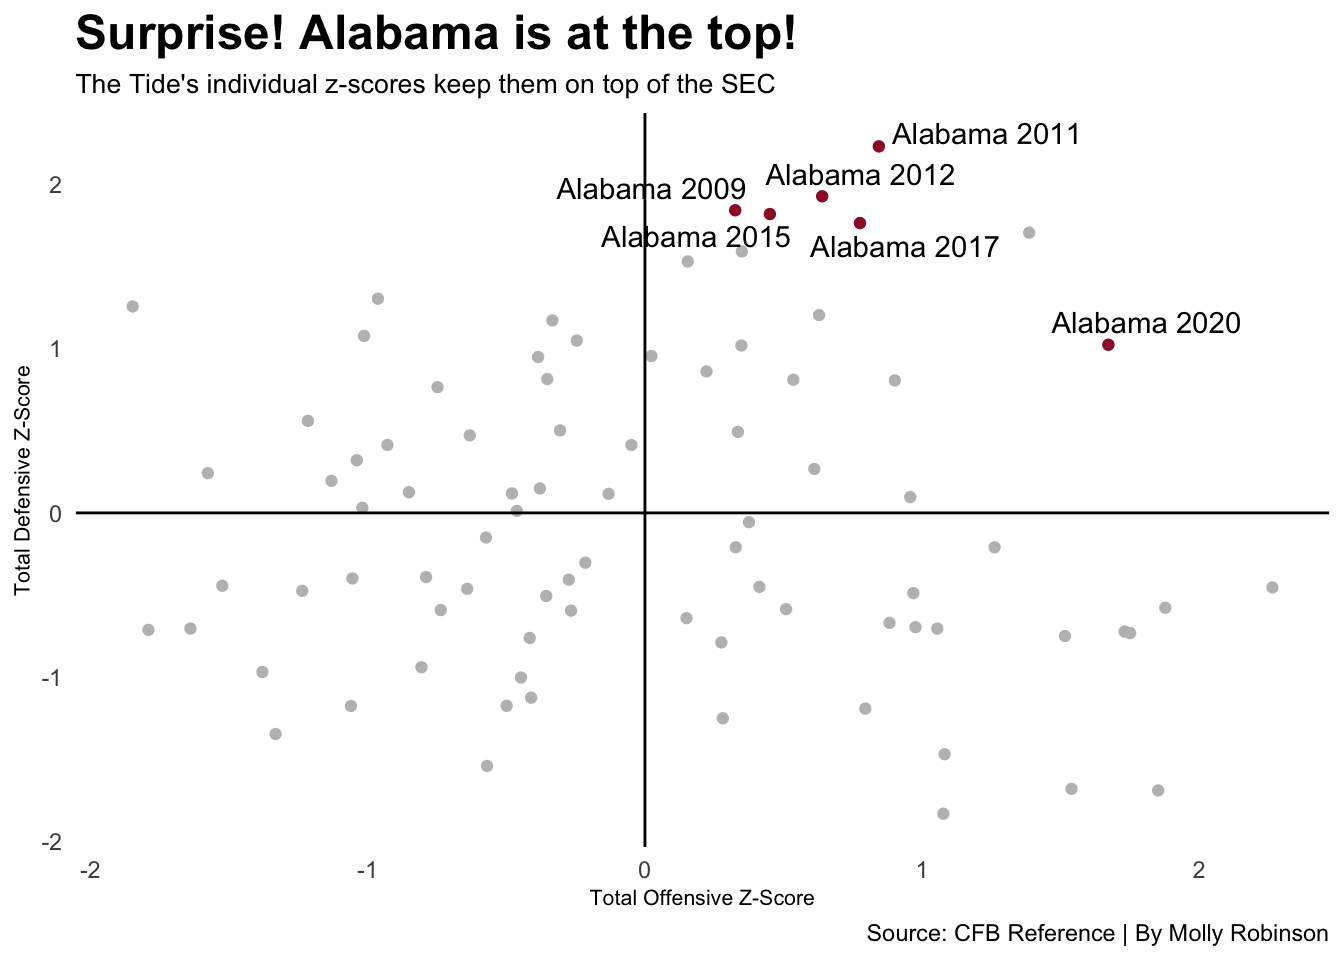 Surprise! Alabama is at the top!
The Tide's individual z-scores keep them on top of the SEC
Alabama 2011
Alabama 2012
Alabama 2009
Alabama 2015
Alabama 2017
Alabama 2020
Total Defensive Z-Score
2
1
0
-1
-2
-2
-1
0
1
2
Total Offensive Z-Score
Source: CFB Reference | By Molly Robinson